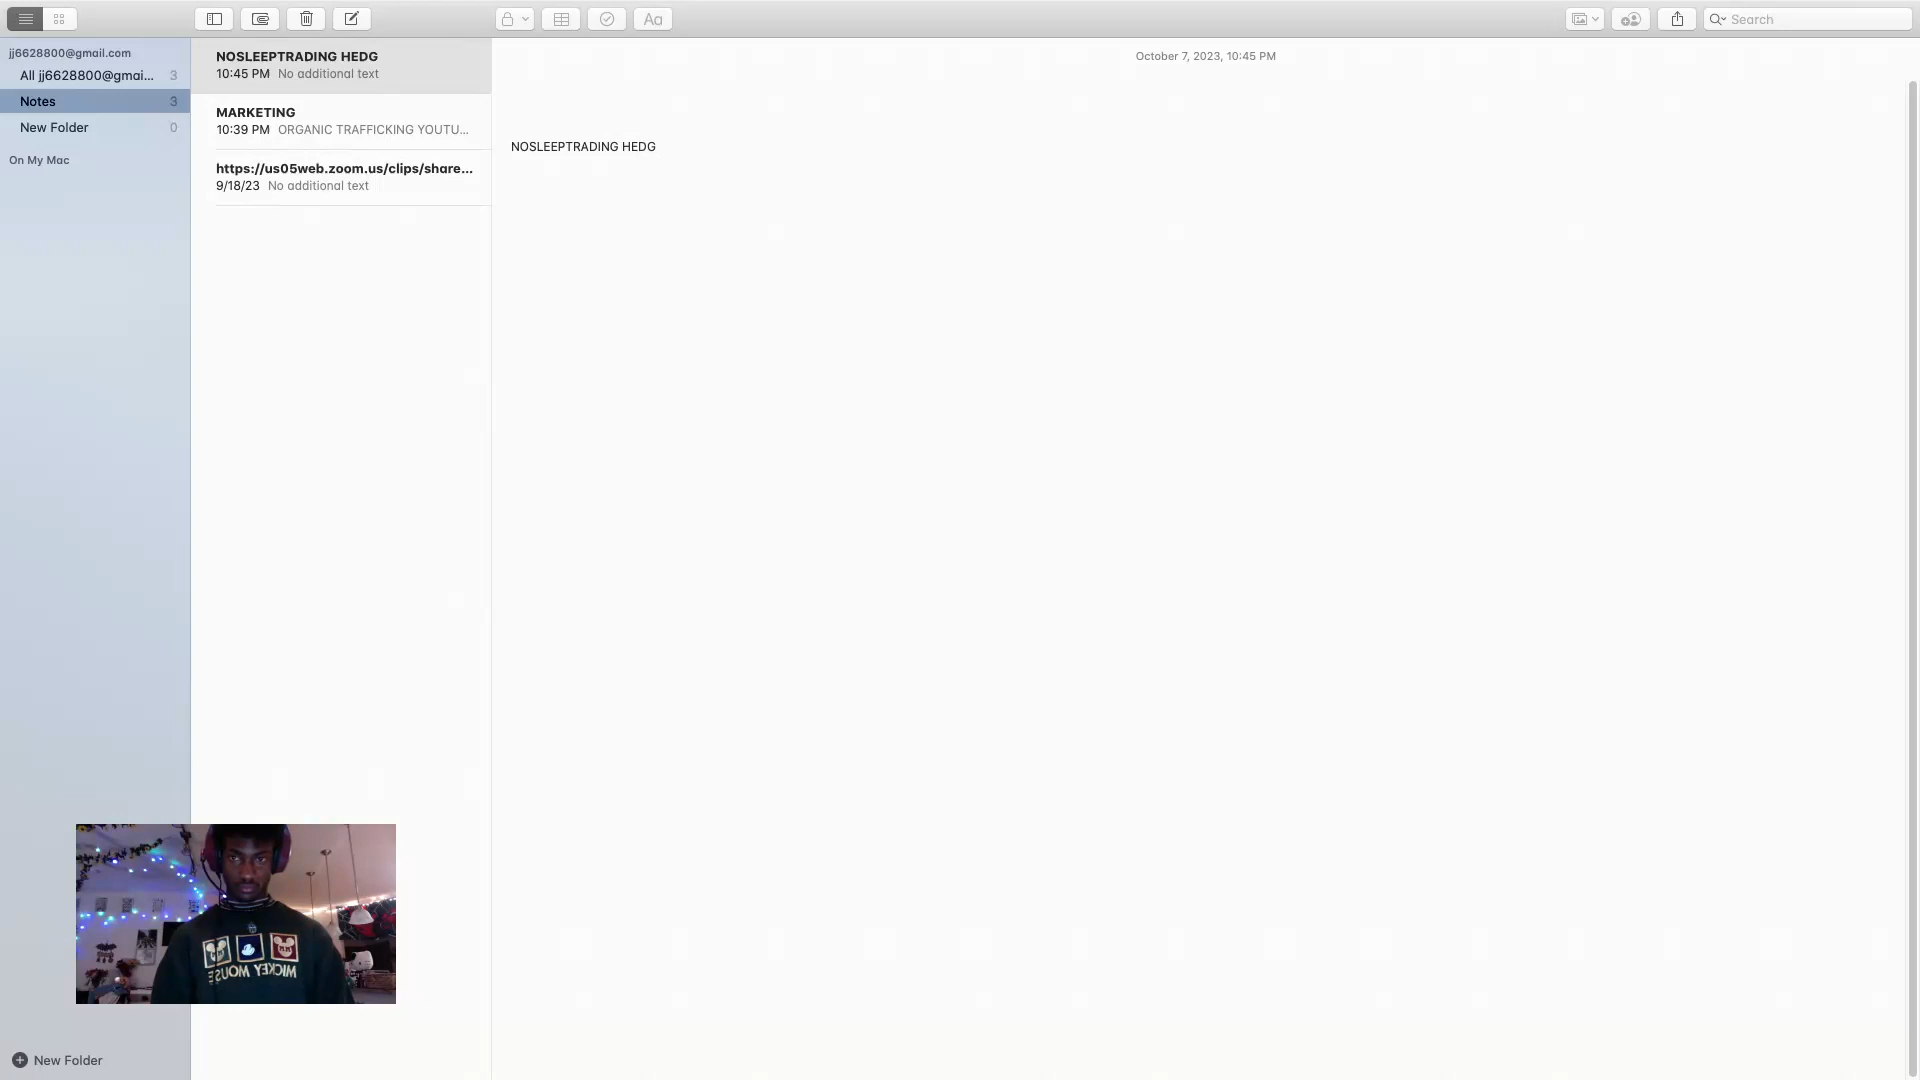 Aa
Search
jj6628800@gmail.com
All jj6628800@gmai... 3
Notes 3
New Folder 0
On My Mac
NOSLEEPTRADING HEDG
10:45 PM No additional text
MARKETING
10:39 PM ORGANIC TRAFFICKING YOUTU...
https://us05web.zoom.us/clips/share...
9/18/23 No additional text
October 7, 2023, 10:45 PM
NOSLEEPTRADING HEDG
MICKEY MOUSE
New Folder